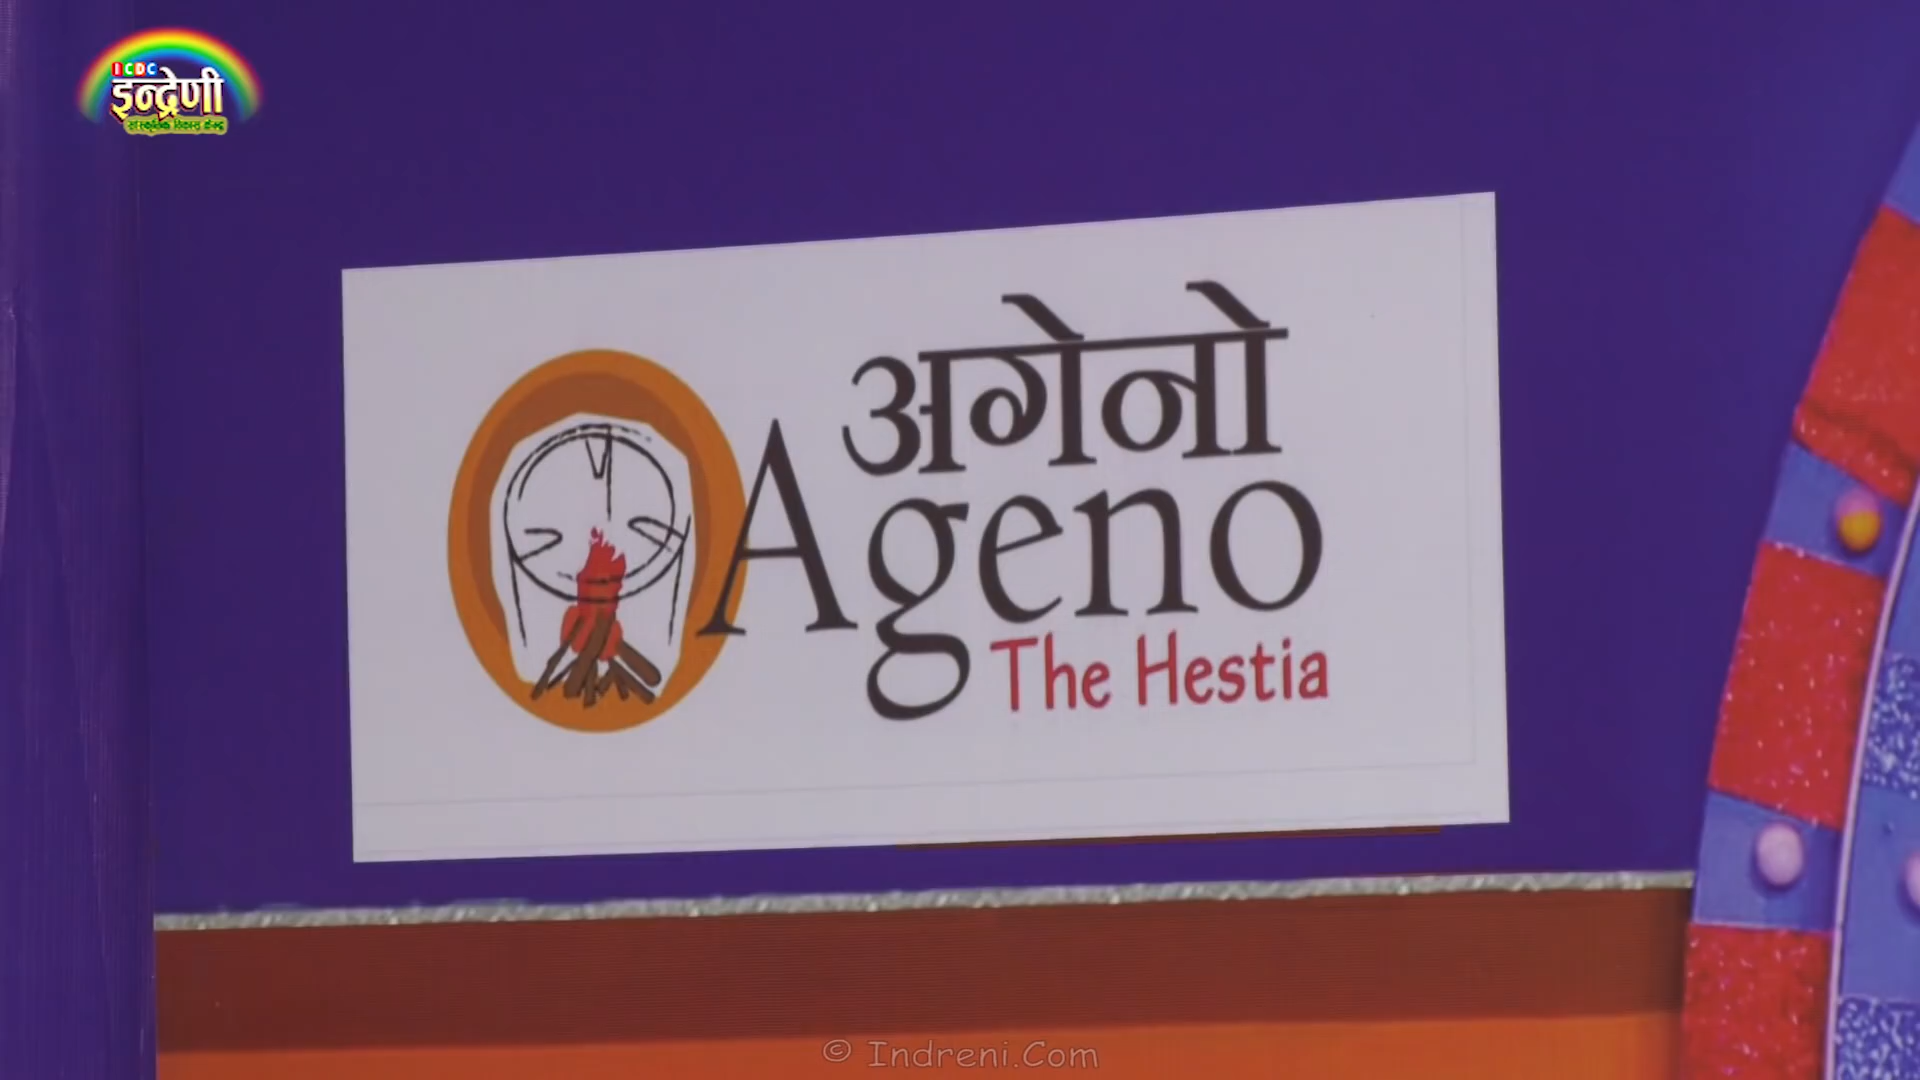 ICDC
इन्द्रेणी
सांस्कृतिक विकास केन्द्र
अगेनो
Ageno
The Hestia
© Indreni.Com